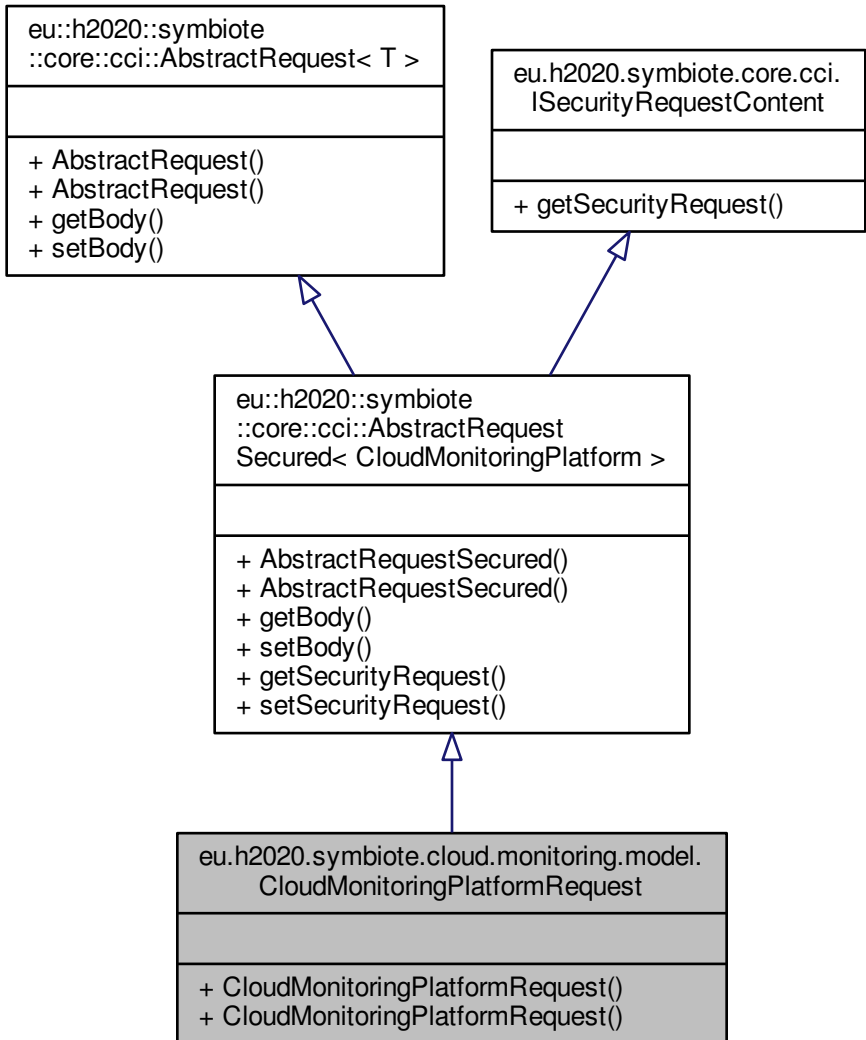 eu::h2020::symbiote
::core::cci::AbstractRequest< T >
+ AbstractRequest()
+ AbstractRequest()
+ getBody()
+ setBody()
eu.h2020.symbiote.core.cci.
ISecurityRequestContent
+ getSecurityRequest()
eu::h2020::symbiote
::core::cci::AbstractRequest
Secured< CloudMonitoringPlatform >
+ AbstractRequestSecured()
+ AbstractRequestSecured()
+ getBody()
+ setBody()
+ getSecurityRequest()
+ setSecurityRequest()
eu.h2020.symbiote.cloud.monitoring.model.
CloudMonitoringPlatformRequest
+ CloudMonitoringPlatformRequest()
+ CloudMonitoringPlatformRequest()